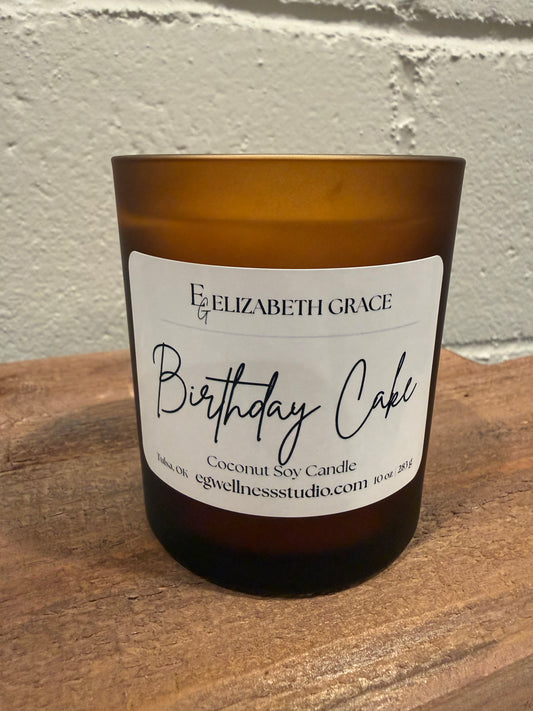 EG ELIZABETH GRACE
Birthday Cake
Coconut Soy Candle
Tulsa, OK egwellnessstudio.com 10 oz | 283 g